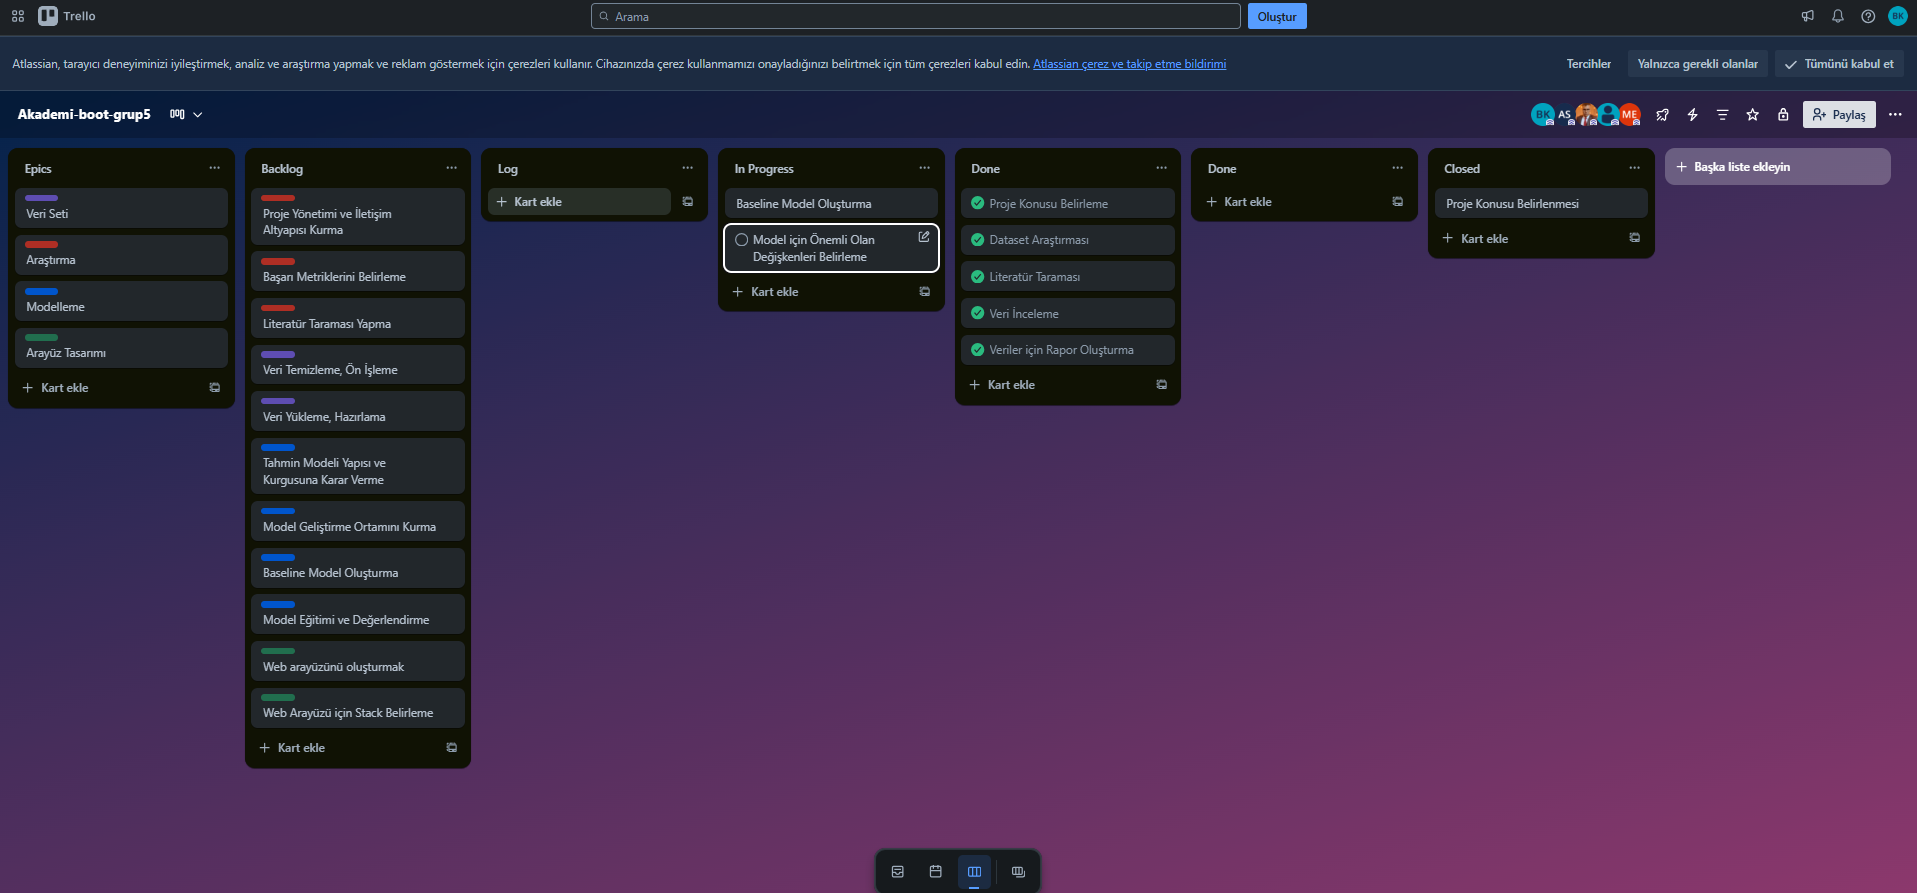 Trello
Arama
Oluştur
BK
Atlassian, tarayıcı deneyiminizi iyileştirmek, analiz ve araştırma yapmak ve reklam göstermek için çerezleri kullanır. Cihazınızda çerez kullanmamızı onayladığınızı belirtmek için tüm çerezleri kabul edin. Atlassian çerez ve takip etme bildirimi
Tercihler
Yalnızca gerekli olanlar
Tümünü kabul et
Akademi-boot-grup5
BK
AS
ME
Paylaş
Epics
Veri Seti
Araştırma
Modelleme
Arayüz Tasarımı
Kart ekle
Backlog
Proje Yönetimi ve İletişim
Altyapısı Kurma
Başarı Metriklerini Belirleme
Literatür Taraması Yapma
Veri Temizleme, Ön İşleme
Veri Yükleme, Hazırlama
Tahmin Modeli Yapısı ve
Kurgusuna Karar Verme
Model Geliştirme Ortamını Kurma
Baseline Model Oluşturma
Model Eğitimi ve Değerlendirme
Web arayüzünü oluşturmak
Web Arayüzü için Stack Belirleme
Kart ekle
Log
Kart ekle
In Progress
Baseline Model Oluşturma
Model için Önemli Olan
Değişkenleri Belirleme
Kart ekle
Done
Proje Konusu Belirleme
Dataset Araştırması
Literatür Taraması
Veri İnceleme
Veriler için Rapor Oluşturma
Kart ekle
Done
Kart ekle
Closed
Proje Konusu Belirlenmesi
Kart ekle
Başka liste ekleyin